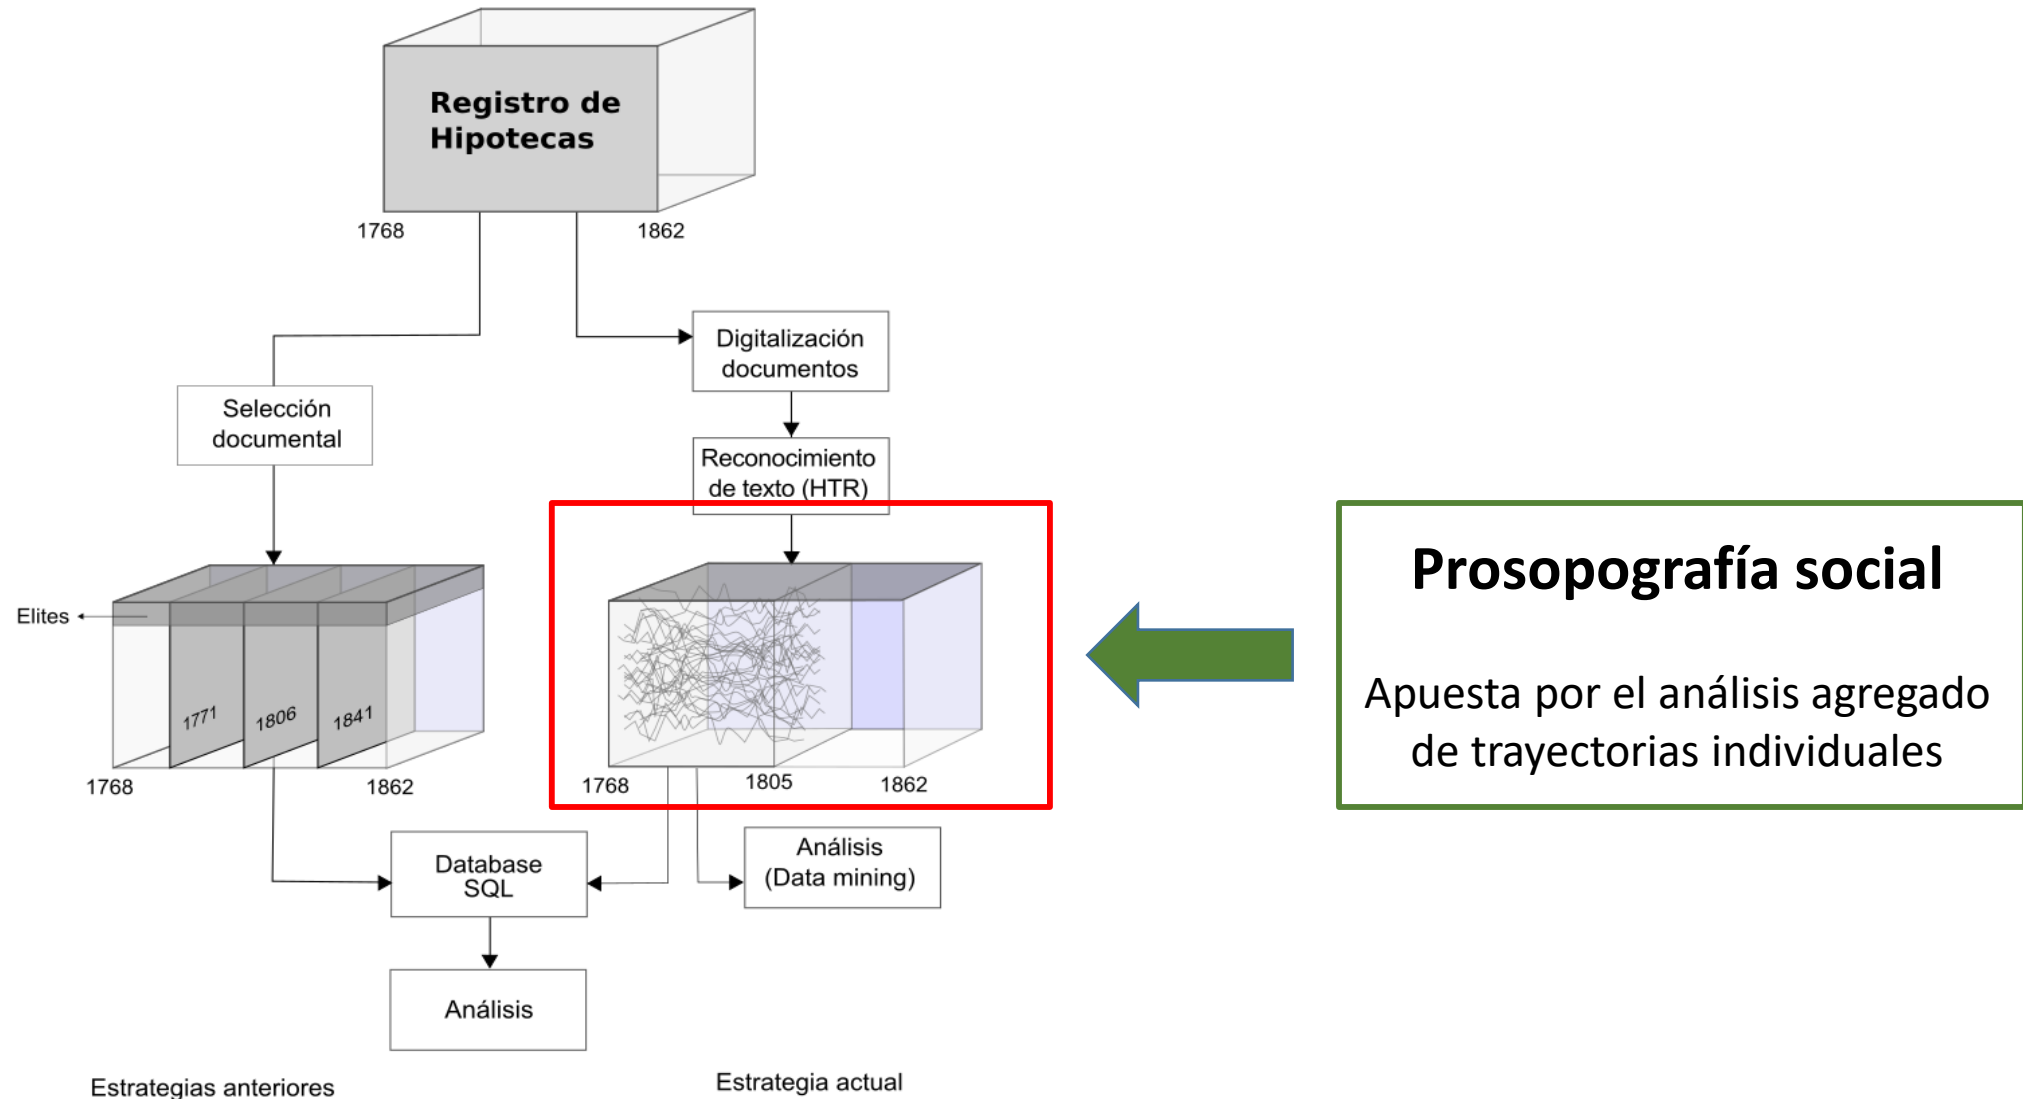 Registro de
Hipotecas
1768
1862
Digitalización
documentos
Selección
documental
Reconocimiento
de texto (HTR)
Elites
1771
1806
1841
1768
1862
1768
1805
1862
Prosopografía social
Apuesta por el análisis agregado
de trayectorias individuales
Database
SQL
Análisis
(Data mining)
Análisis
Estrategias anteriores
Estrategia actual